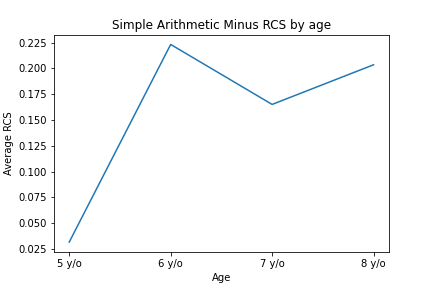 Simple Arithmetic Minus RCS by age
Average RCS
0.225
0.200
0.175
0.150
0.125
0.100
0.075
0.050
0.025
5 y/o
6 y/o
7 y/o
8 y/o
Age